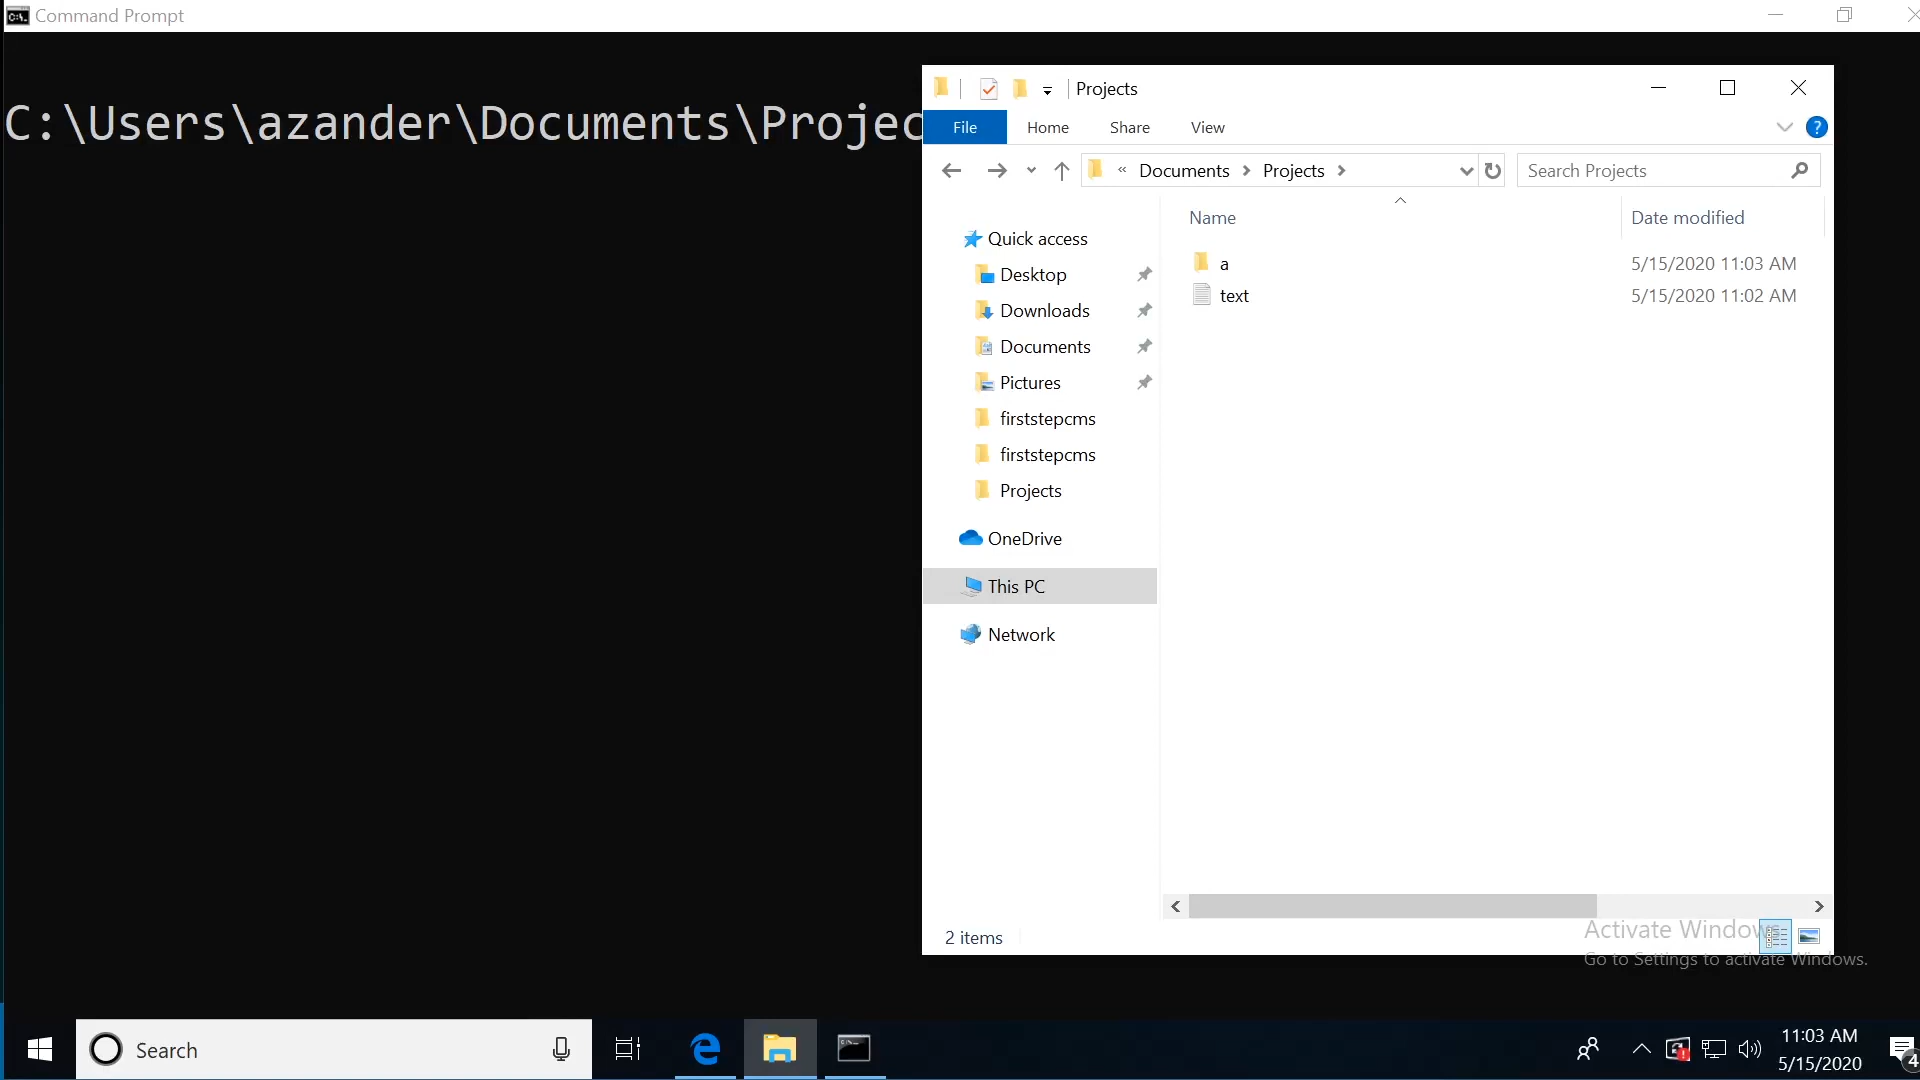 Command Prompt
C:\Users\azander\Documents\Projec
Projects
File Home Share View
« Documents > Projects >
Search Projects
Name Date modified
Quick access
Desktop
Downloads
Documents
Pictures
firststepcms
firststepcms
Projects
OneDrive
This PC
Network
a 5/15/2020 11:03 AM
text 5/15/2020 11:02 AM
2 items
Activate Windows
Go to Settings to activate Windows.
Search
11:03 AM
5/15/2020
4